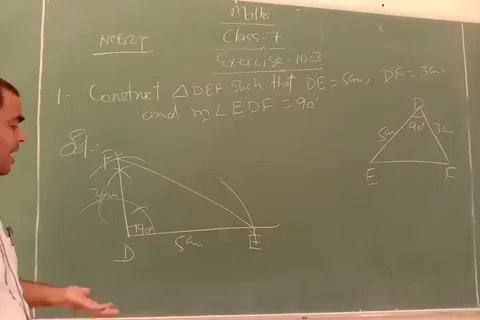 Maths
Class-7
NCERT
Exercise-10.3
1- Construct △DEF such that DE=5cm, DF=3cm
and m∠EDF=90°
D
5cm 90° 3cm
E F
Sol-
F
3cm
90°
D 5cm E